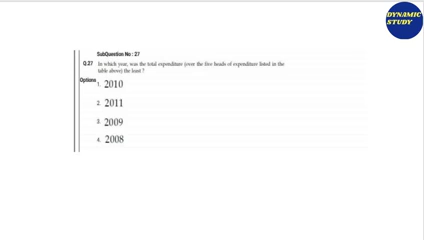 DYNAMIC
STUDY
SubQuestion No : 27
Q.27 In which year, was the total expenditure (over the five heads of expenditure listed in the
table above) the least ?
Options 1. 2010
2. 2011
3. 2009
4. 2008